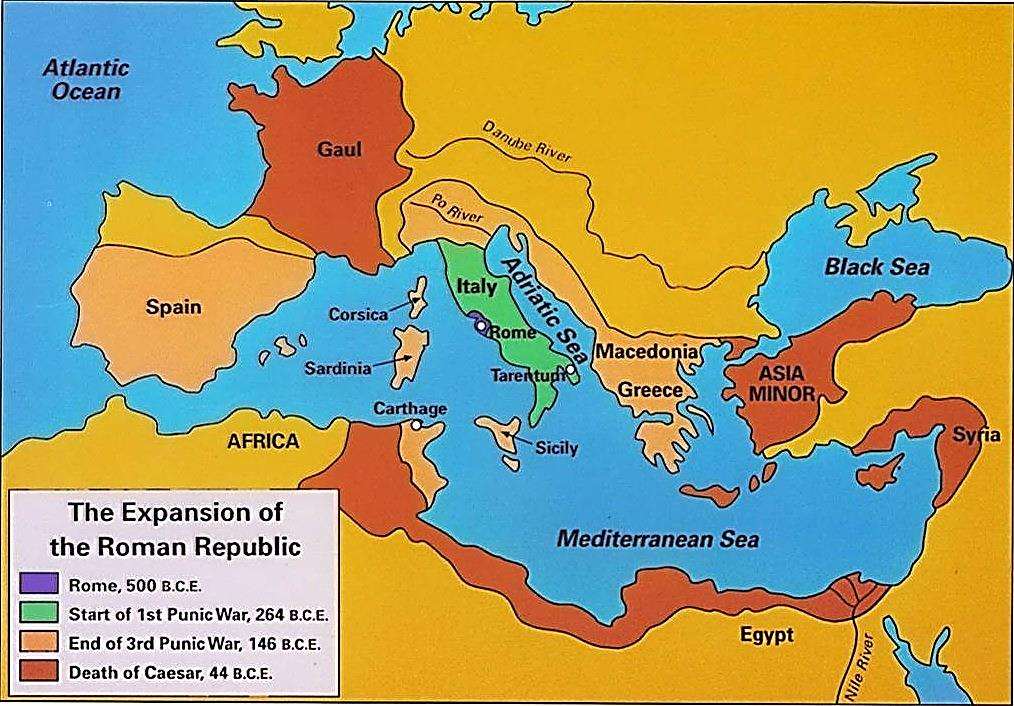 Atlantic
Ocean
Gaul
Danube River
Po River
Black Sea
Adriatic Sea
Italy
Spain
Corsica
Rome
Macedonia
Sardinia
Tarentum
ASIA
MINOR
Greece
Carthage
AFRICA
Sicily
Syria
Mediterranean Sea
Egypt
Nile River
The Expansion of
the Roman Republic
Rome, 500 B.C.E.
Start of 1st Punic War, 264 B.C.E.
End of 3rd Punic War, 146 B.C.E.
Death of Caesar, 44 B.C.E.